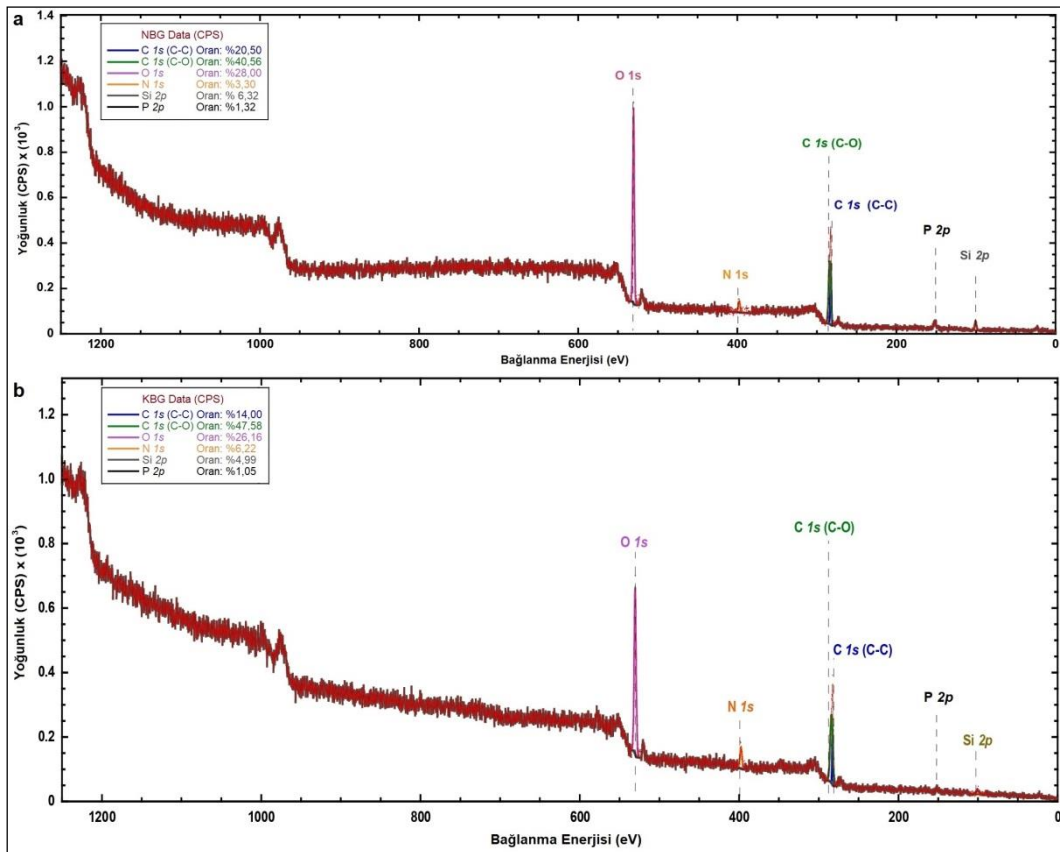 a
NBG Data (CPS)
C 1s (C-C) Oran: %20,50
C 1s (C-O) Oran: %40,56
O 1s Oran: %28,00
N 1s Oran: %3,30
Si 2p Oran: % 6,32
P 2p Oran: %1,32
O 1s
C 1s (C-O)
C 1s (C-C)
P 2p
Si 2p
N 1s
Yoğunluk (CPS) x (10³)
1.4
1.2
1.0
0.8
0.6
0.4
0.2
0
1200
1000
800
600
400
200
0
Bağlanma Enerjisi (eV)
b
KBG Data (CPS)
C 1s (C-C) Oran: %14,00
C 1s (C-O) Oran: %47,58
O 1s Oran: %26,16
N 1s Oran: %6,22
Si 2p Oran: %4,99
P 2p Oran: %1,05
C 1s (C-O)
O 1s
C 1s (C-C)
N 1s
P 2p
Si 2p
Yoğunluk (CPS) x (10³)
1.2
1.0
0.8
0.6
0.4
0.2
0
1200
1000
800
600
400
200
0
Bağlanma Enerjisi (eV)